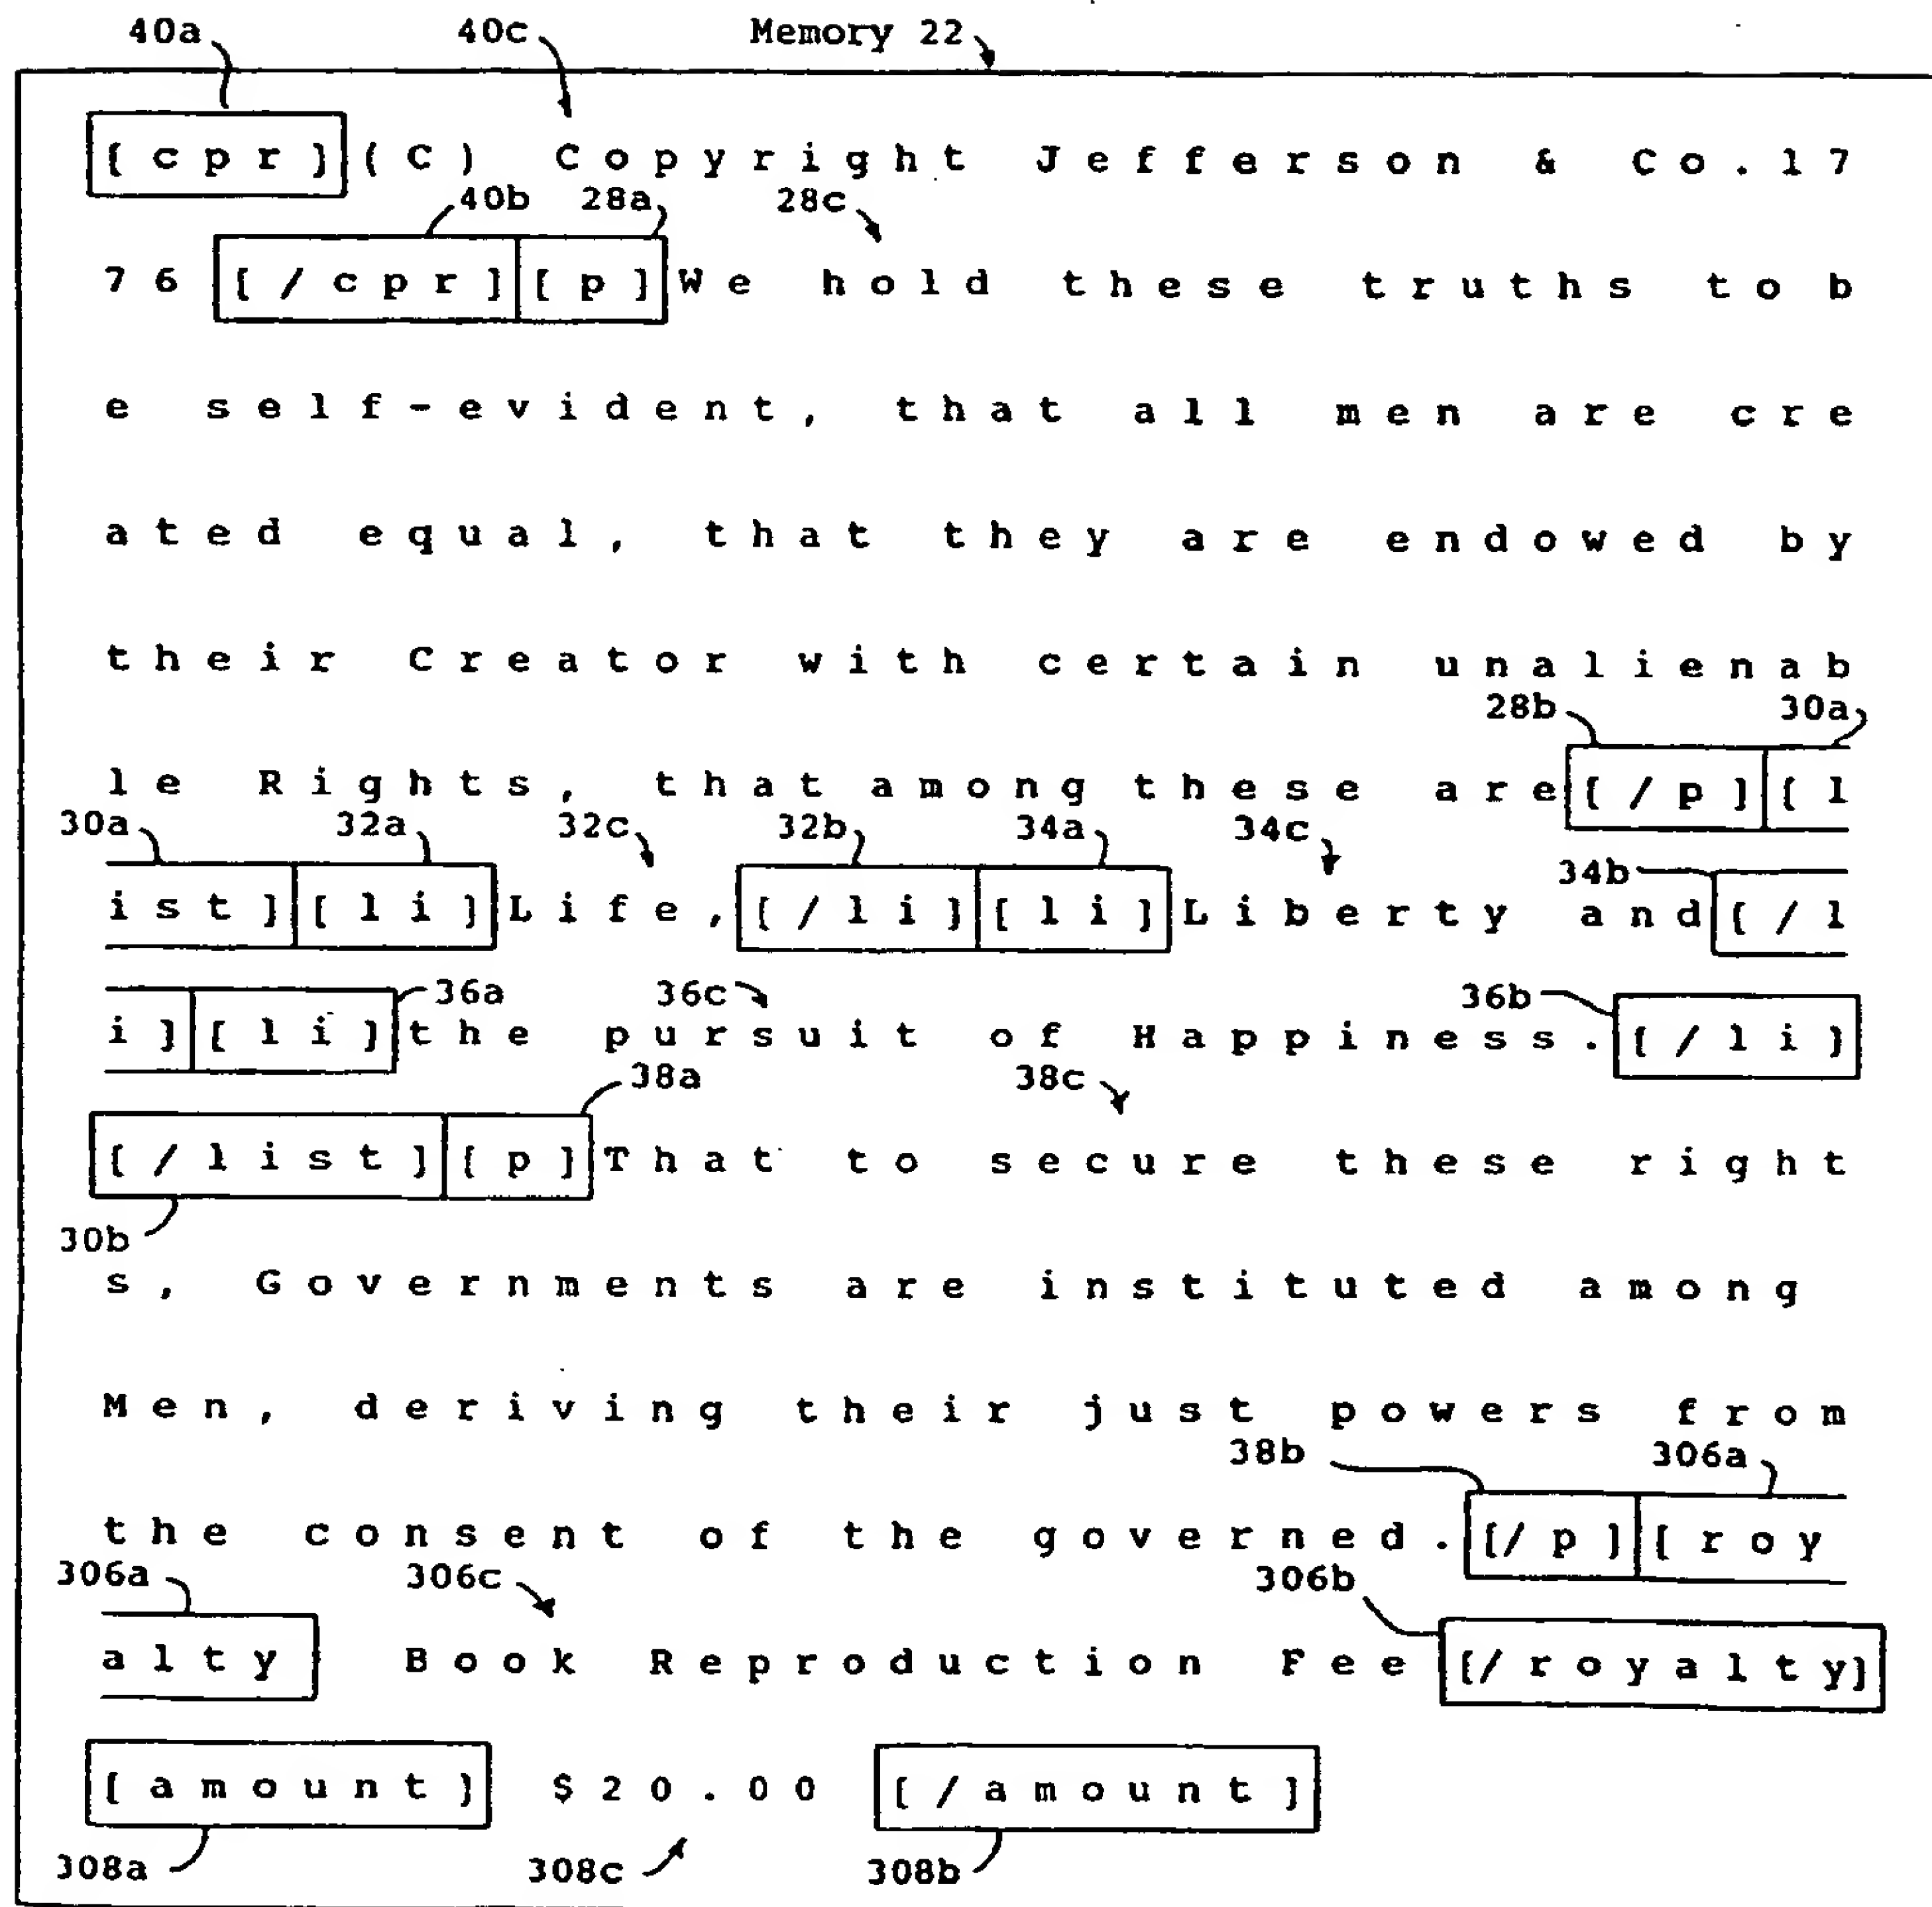 40a 40c Memory 22
[cpr](C) Copyright Jefferson & Co.17
40b 28a 28c
76 [/cpr][p]We hold these truths to b
e self-evident, that all men are cre
ated equal, that they are endowed by
their Creator with certain unalienab
28b 30a
le Rights, that among these are[/p][l
30a 32a 32c 32b 34a 34c
34b
ist][li]Life,[/li][li]Liberty and[/l
36a 36c 36b
i][li]the pursuit of Happiness.[/li]
38a 38c
[/list][p]That to secure these right
30b
s, Governments are instituted among
Men, deriving their just powers from
38b 306a
the consent of the governed.[/p][roy
306a 306c 306b
alty Book Reproduction Fee [/royalty]
[amount] $20.00 [/amount]
308a 308c 308b